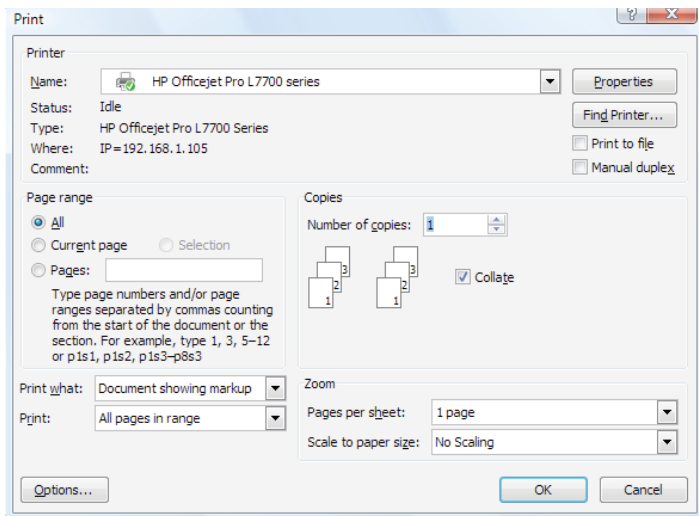 Print
Printer
Name: HP Officejet Pro L7700 series
Properties
Status: Idle
Find Printer...
Type: HP Officejet Pro L7700 Series
Where: IP=192.168.1.105
Print to file
Comment:
Manual duplex
Page range
All
Current page Selection
Pages:
Type page numbers and/or page
ranges separated by commas counting
from the start of the document or the
section. For example, type 1, 3, 5–12
or p1s1, p1s2, p1s3–p8s3
Copies
Number of copies: 1
3 3
2 2
1 1
Collate
Print what: Document showing markup
Print: All pages in range
Zoom
Pages per sheet: 1 page
Scale to paper size: No Scaling
Options...
OK Cancel